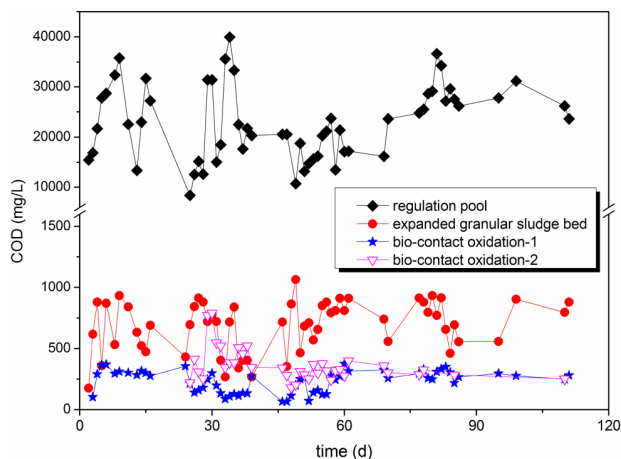 40000
30000
20000
10000
1500
1000
500
0
COD (mg/L)
regulation pool
expanded granular sludge bed
bio-contact oxidation-1
bio-contact oxidation-2
0 30 60 90 120
time (d)